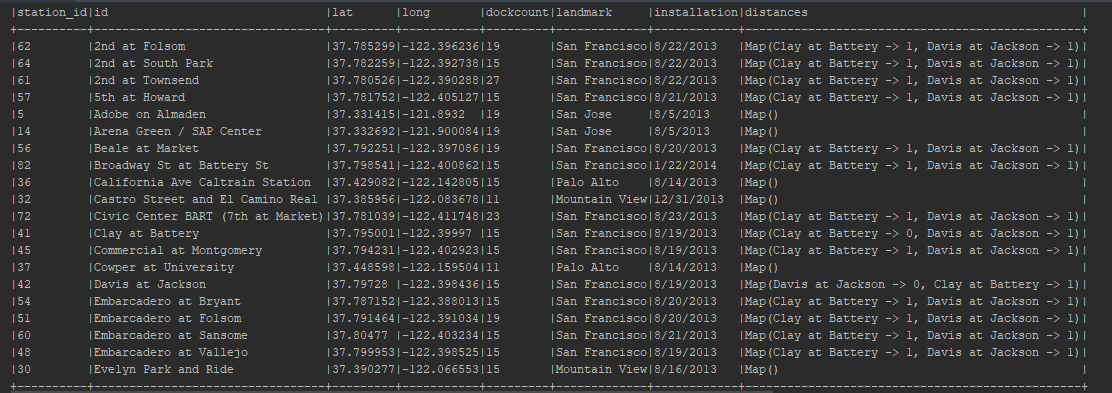 |station_id|id                            |lat      |long       |dockcount|landmark     |installation|distances                                      |
+----------+------------------------------+---------+-----------+---------+-------------+------------+-----------------------------------------------+
|62        |2nd at Folsom                 |37.785299|-122.396236|19       |San Francisco|8/22/2013   |Map(Clay at Battery -> 1, Davis at Jackson -> 1)|
|64        |2nd at South Park             |37.782259|-122.392738|15       |San Francisco|8/22/2013   |Map(Clay at Battery -> 1, Davis at Jackson -> 1)|
|61        |2nd at Townsend               |37.780526|-122.390288|27       |San Francisco|8/22/2013   |Map(Clay at Battery -> 1, Davis at Jackson -> 1)|
|57        |5th at Howard                 |37.781752|-122.405127|15       |San Francisco|8/21/2013   |Map(Clay at Battery -> 1, Davis at Jackson -> 1)|
|5         |Adobe on Almaden              |37.331415|-121.8932  |19       |San Jose     |8/5/2013    |Map()                                          |
|14        |Arena Green / SAP Center      |37.332692|-121.900084|19       |San Jose     |8/5/2013    |Map()                                          |
|56        |Beale at Market               |37.792251|-122.397086|19       |San Francisco|8/20/2013   |Map(Clay at Battery -> 1, Davis at Jackson -> 1)|
|82        |Broadway St at Battery St     |37.798541|-122.400862|15       |San Francisco|1/22/2014   |Map(Clay at Battery -> 1, Davis at Jackson -> 1)|
|36        |California Ave Caltrain Station  |37.429082|-122.142805|15       |Palo Alto    |8/14/2013   |Map()                                          |
|32        |Castro Street and El Camino Real |37.385956|-122.083678|11       |Mountain View|12/31/2013  |Map()                                          |
|72        |Civic Center BART (7th at Market)|37.781039|-122.411748|23       |San Francisco|8/23/2013   |Map(Clay at Battery -> 1, Davis at Jackson -> 1)|
|41        |Clay at Battery               |37.795001|-122.39997 |15       |San Francisco|8/19/2013   |Map(Clay at Battery -> 0, Davis at Jackson -> 1)|
|45        |Commercial at Montgomery      |37.794231|-122.402923|15       |San Francisco|8/19/2013   |Map(Clay at Battery -> 1, Davis at Jackson -> 1)|
|37        |Cowper at University          |37.448598|-122.159504|11       |Palo Alto    |8/14/2013   |Map()                                          |
|42        |Davis at Jackson              |37.79728 |-122.398436|15       |San Francisco|8/19/2013   |Map(Davis at Jackson -> 0, Clay at Battery -> 1)|
|54        |Embarcadero at Bryant         |37.787152|-122.388013|15       |San Francisco|8/20/2013   |Map(Clay at Battery -> 1, Davis at Jackson -> 1)|
|51        |Embarcadero at Folsom         |37.791464|-122.391034|19       |San Francisco|8/20/2013   |Map(Clay at Battery -> 1, Davis at Jackson -> 1)|
|60        |Embarcadero at Sansome        |37.80477 |-122.403234|15       |San Francisco|8/21/2013   |Map(Clay at Battery -> 1, Davis at Jackson -> 1)|
|48        |Embarcadero at Vallejo        |37.799953|-122.398525|15       |San Francisco|8/19/2013   |Map(Clay at Battery -> 1, Davis at Jackson -> 1)|
|30        |Evelyn Park and Ride          |37.390277|-122.066553|15       |Mountain View|8/16/2013   |Map()                                          |
+----------+------------------------------+---------+-----------+---------+-------------+------------+-----------------------------------------------+